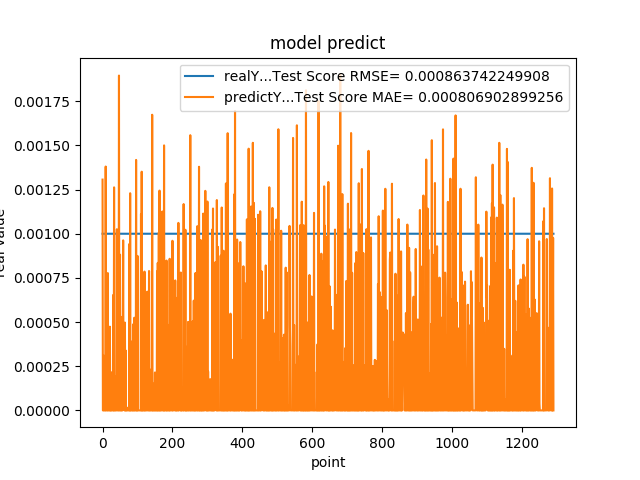 model predict
realY...Test Score RMSE= 0.000863742249908
predictY...Test Score MAE= 0.000806902899256
0.00175
0.00150
0.00125
0.00100
0.00075
0.00050
0.00025
0.00000
real value
0 200 400 600 800 1000 1200
point